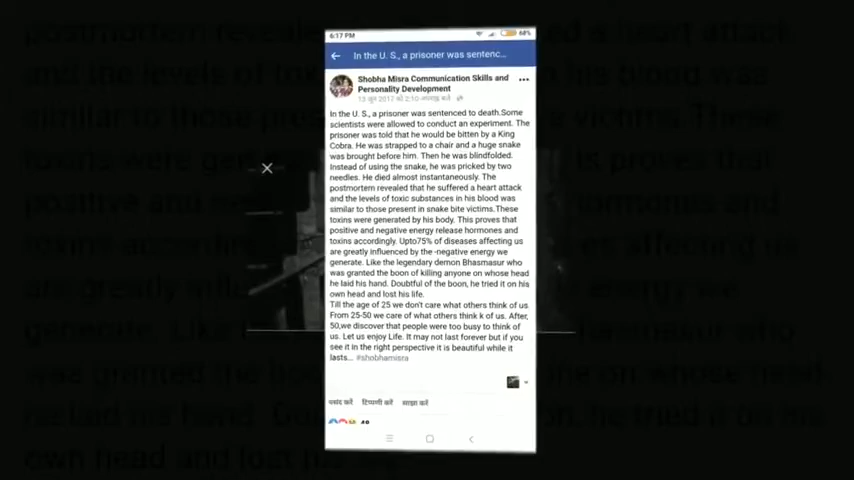 6:17 PM
68%
In the U. S., a prisoner was sentenc...
Shobha Misra Communication Skills and
Personality Development
13 जून 2017 को 2:10 अपराह्न बजे
In the U. S., a prisoner was sentenced to death.Some
scientists were allowed to conduct an experiment. The
prisoner was told that he would be bitten by a King
Cobra. He was strapped to a chair and a huge snake
was brought before him. Then he was blindfolded.
Instead of using the snake, he was pricked by two
needles. He died almost instantaneously. The
postmortem revealed that he suffered a heart attack
and the levels of toxic substances in his blood was
similar to those present in snake bite victims.These
toxins were generated by his body. This proves that
positive and negative energy release hormones and
toxins accordingly. Upto75% of diseases affecting us
are greatly influenced by the -negative energy we
generate. Like the legendary demon Bhasmasur who
was granted the boon of killing anyone on whose head
he laid his hand. Doubtful of the boon, he tried it on his
own head and lost his life.
Till the age of 25 we don't care what others think of us.
From 25-50 we care of what others think k of us. After,
50,we discover that people were too busy to think of
us. Let us enjoy Life. It may not last forever but if you
see it in the right perspective it is beautiful while it
lasts... #shobhamisra
पसंद करें टिप्पणी करें साझा करें